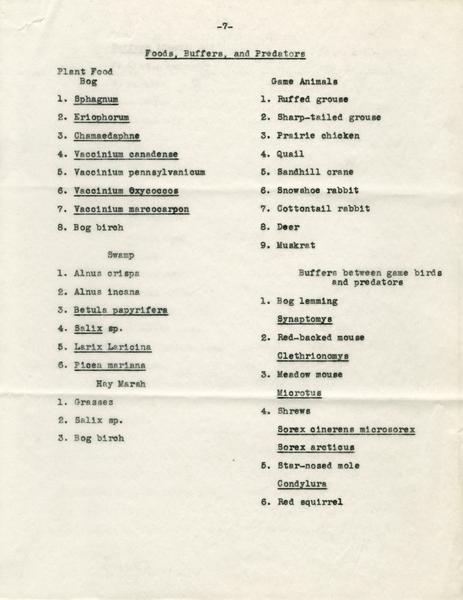 -7-
Foods, Buffers, and Predators
Plant Food
Bog
1. Sphagnum
2. Eriophorum
3. Chamaedaphne
4. Vaccinium canadense
5. Vaccinium pennsylvanicum
6. Vaccinium Oxycoccos
7. Vaccinium marcocarpon
8. Bog birch
Swamp
1. Alnus crispa
2. Alnus incana
3. Betula papyrifera
4. Salix sp.
5. Larix Laricina
6. Picea mariana
Hay Marsh
1. Grasses
2. Salix sp.
3. Bog birch
Game Animals
1. Ruffed grouse
2. Sharp-tailed grouse
3. Prairie chicken
4. Quail
5. Sandhill crane
6. Snowshoe rabbit
7. Cottontail rabbit
8. Deer
9. Muskrat
Buffers between game birds
and predators
1. Bog lemming
Synaptomys
2. Red-backed mouse
Clethrionomys
3. Meadow mouse
Microtus
4. Shrews
Sorex cinerens microsorex
Sorex arcticus
5. Star-nosed mole
Condylura
6. Red squirrel